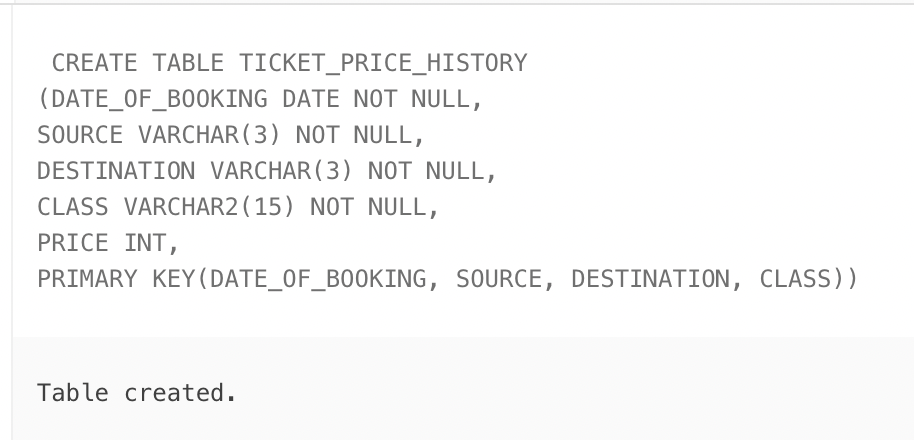 CREATE TABLE TICKET_PRICE_HISTORY
(DATE_OF_BOOKING DATE NOT NULL,
SOURCE VARCHAR(3) NOT NULL,
DESTINATION VARCHAR(3) NOT NULL,
CLASS VARCHAR2(15) NOT NULL,
PRICE INT,
PRIMARY KEY(DATE_OF_BOOKING, SOURCE, DESTINATION, CLASS))
Table created.